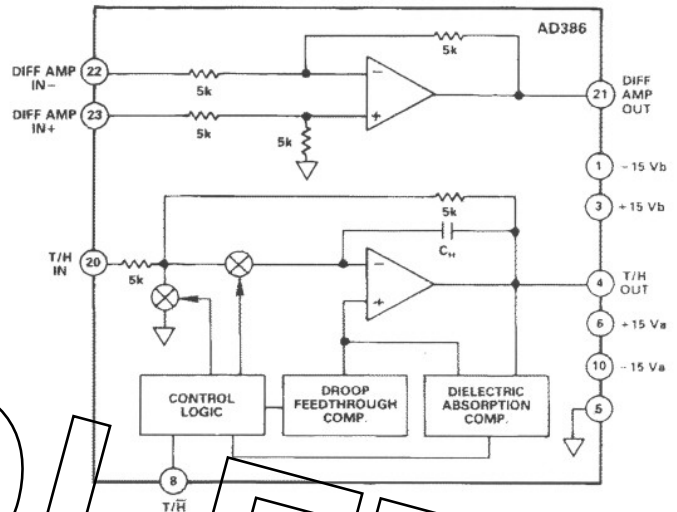 AD386
5k
DIFF AMP
IN−
22
5k
21
DIFF
AMP
OUT
DIFF AMP
IN+
23
5k
5k
−
+
1
−15 Vb
3
+15 Vb
5k
CH
T/H
IN
20
5k
−
+
4
T/H
OUT
6
+15 Va
10
−15 Va
CONTROL
LOGIC
DROOP
FEEDTHROUGH
COMP.
DIELECTRIC
ABSORPTION
COMP.
5
8
T/H̅